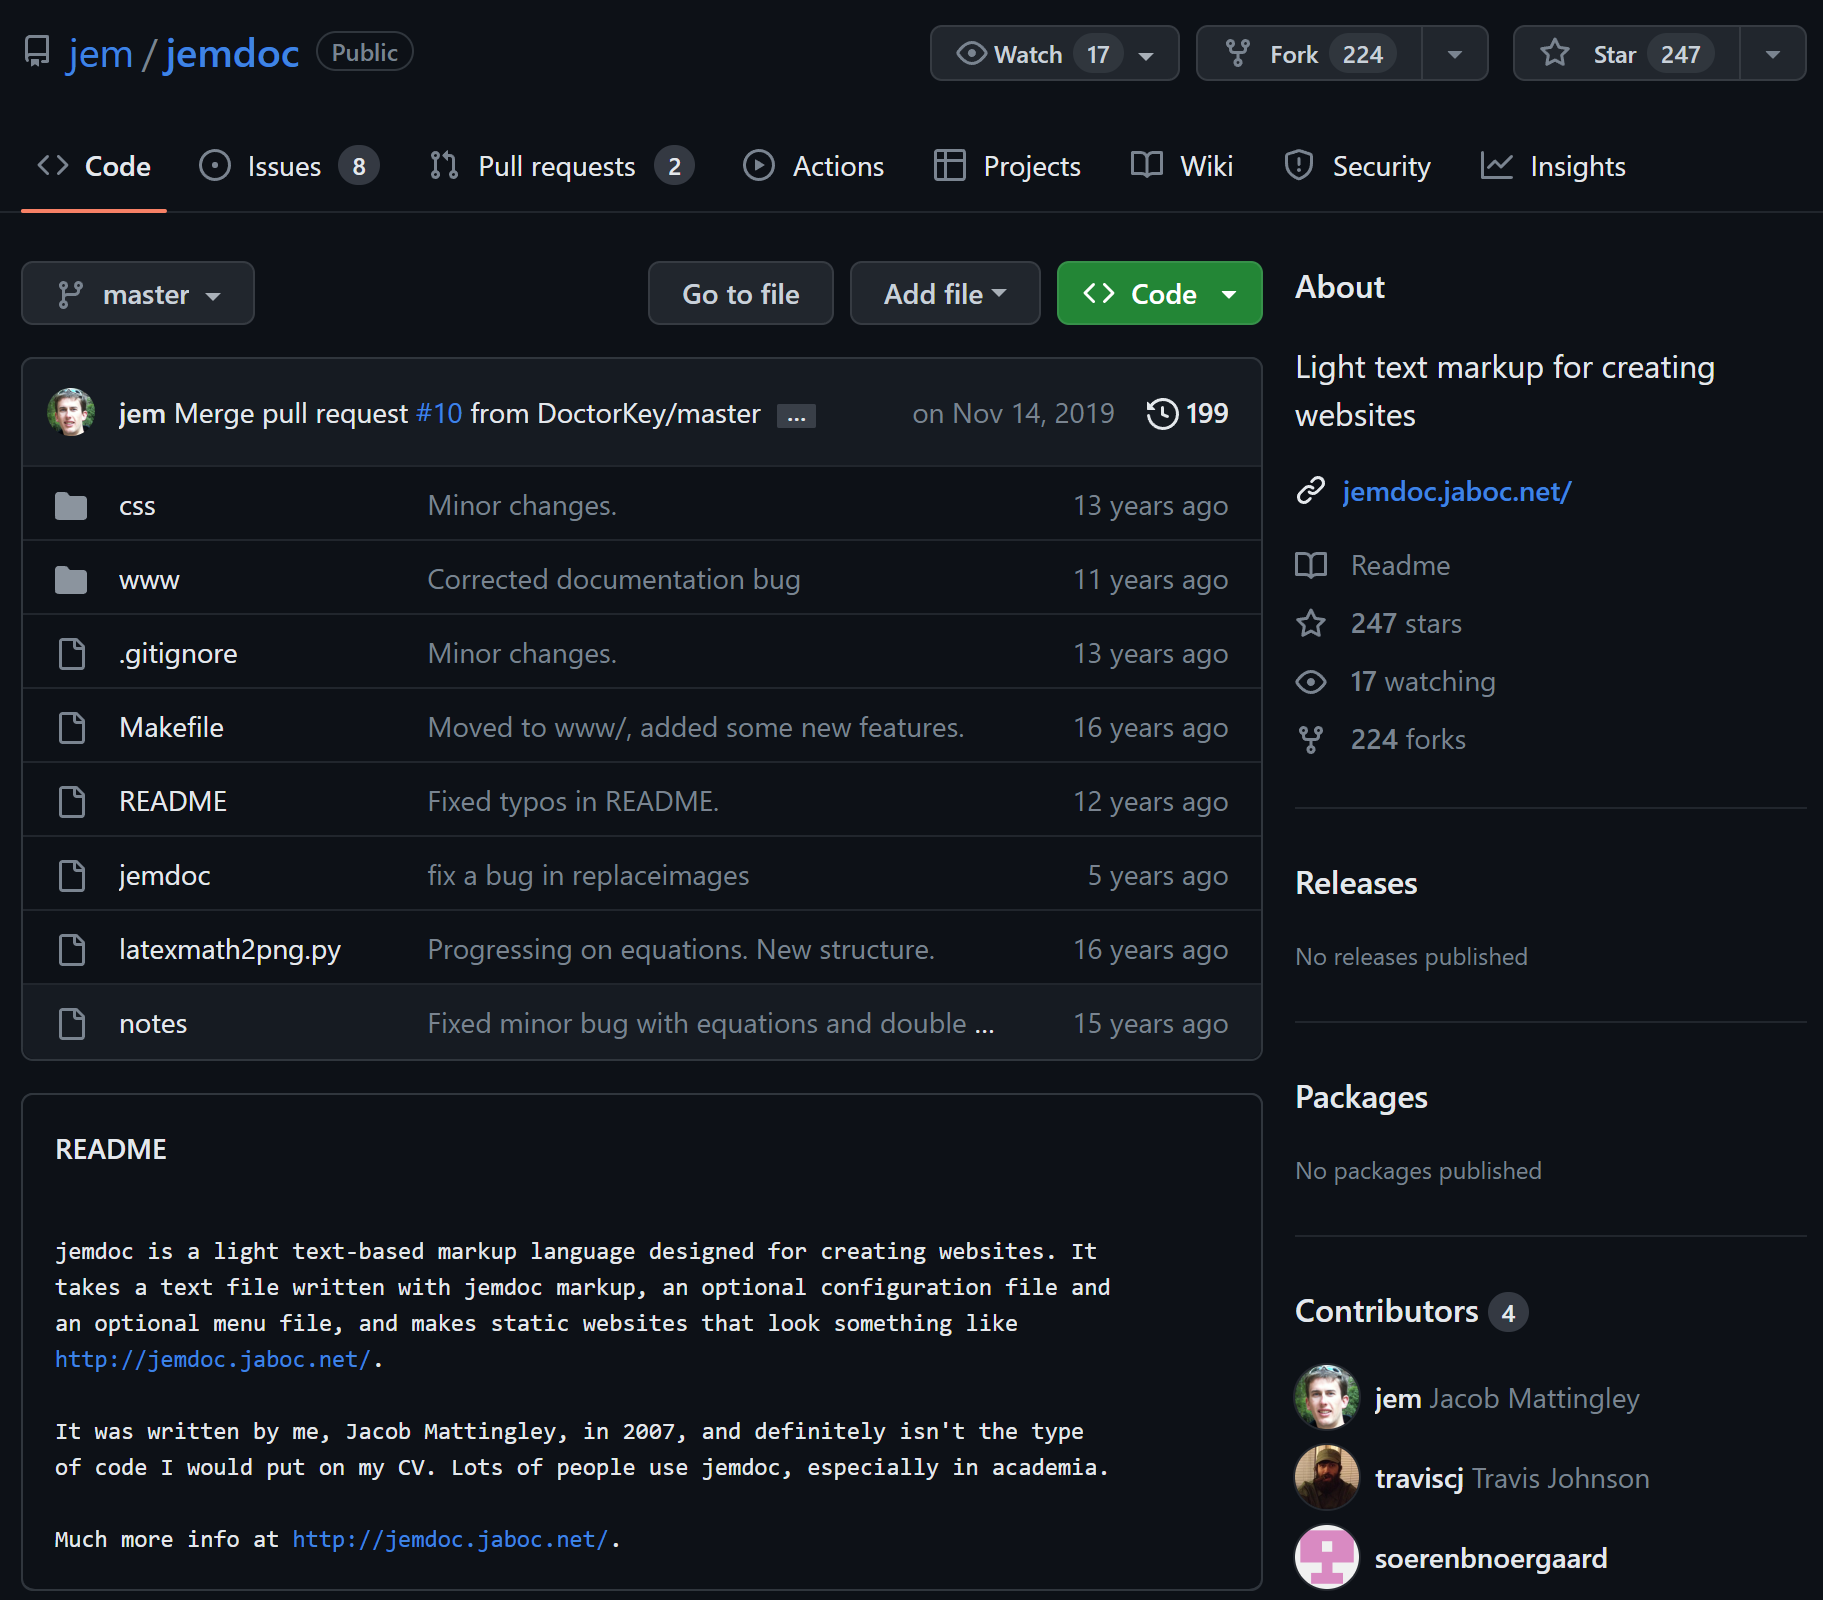 jem / jemdoc Public Watch 17 Fork 224 Star 247
Code Issues 8 Pull requests 2 Actions Projects Wiki Security Insights
master Go to file Add file Code
jem Merge pull request #10 from DoctorKey/master ... on Nov 14, 2019 199
css Minor changes. 13 years ago
www Corrected documentation bug 11 years ago
.gitignore Minor changes. 13 years ago
Makefile Moved to www/, added some new features. 16 years ago
README Fixed typos in README. 12 years ago
jemdoc fix a bug in replaceimages 5 years ago
latexmath2png.py Progressing on equations. New structure. 16 years ago
notes Fixed minor bug with equations and double ... 15 years ago
README
jemdoc is a light text-based markup language designed for creating websites. It
takes a text file written with jemdoc markup, an optional configuration file and
an optional menu file, and makes static websites that look something like
http://jemdoc.jaboc.net/.
It was written by me, Jacob Mattingley, in 2007, and definitely isn't the type
of code I would put on my CV. Lots of people use jemdoc, especially in academia.
Much more info at http://jemdoc.jaboc.net/.
About
Light text markup for creating
websites
jemdoc.jaboc.net/
Readme
247 stars
17 watching
224 forks
Releases
No releases published
Packages
No packages published
Contributors 4
jem Jacob Mattingley
traviscj Travis Johnson
soerenbnoergaard